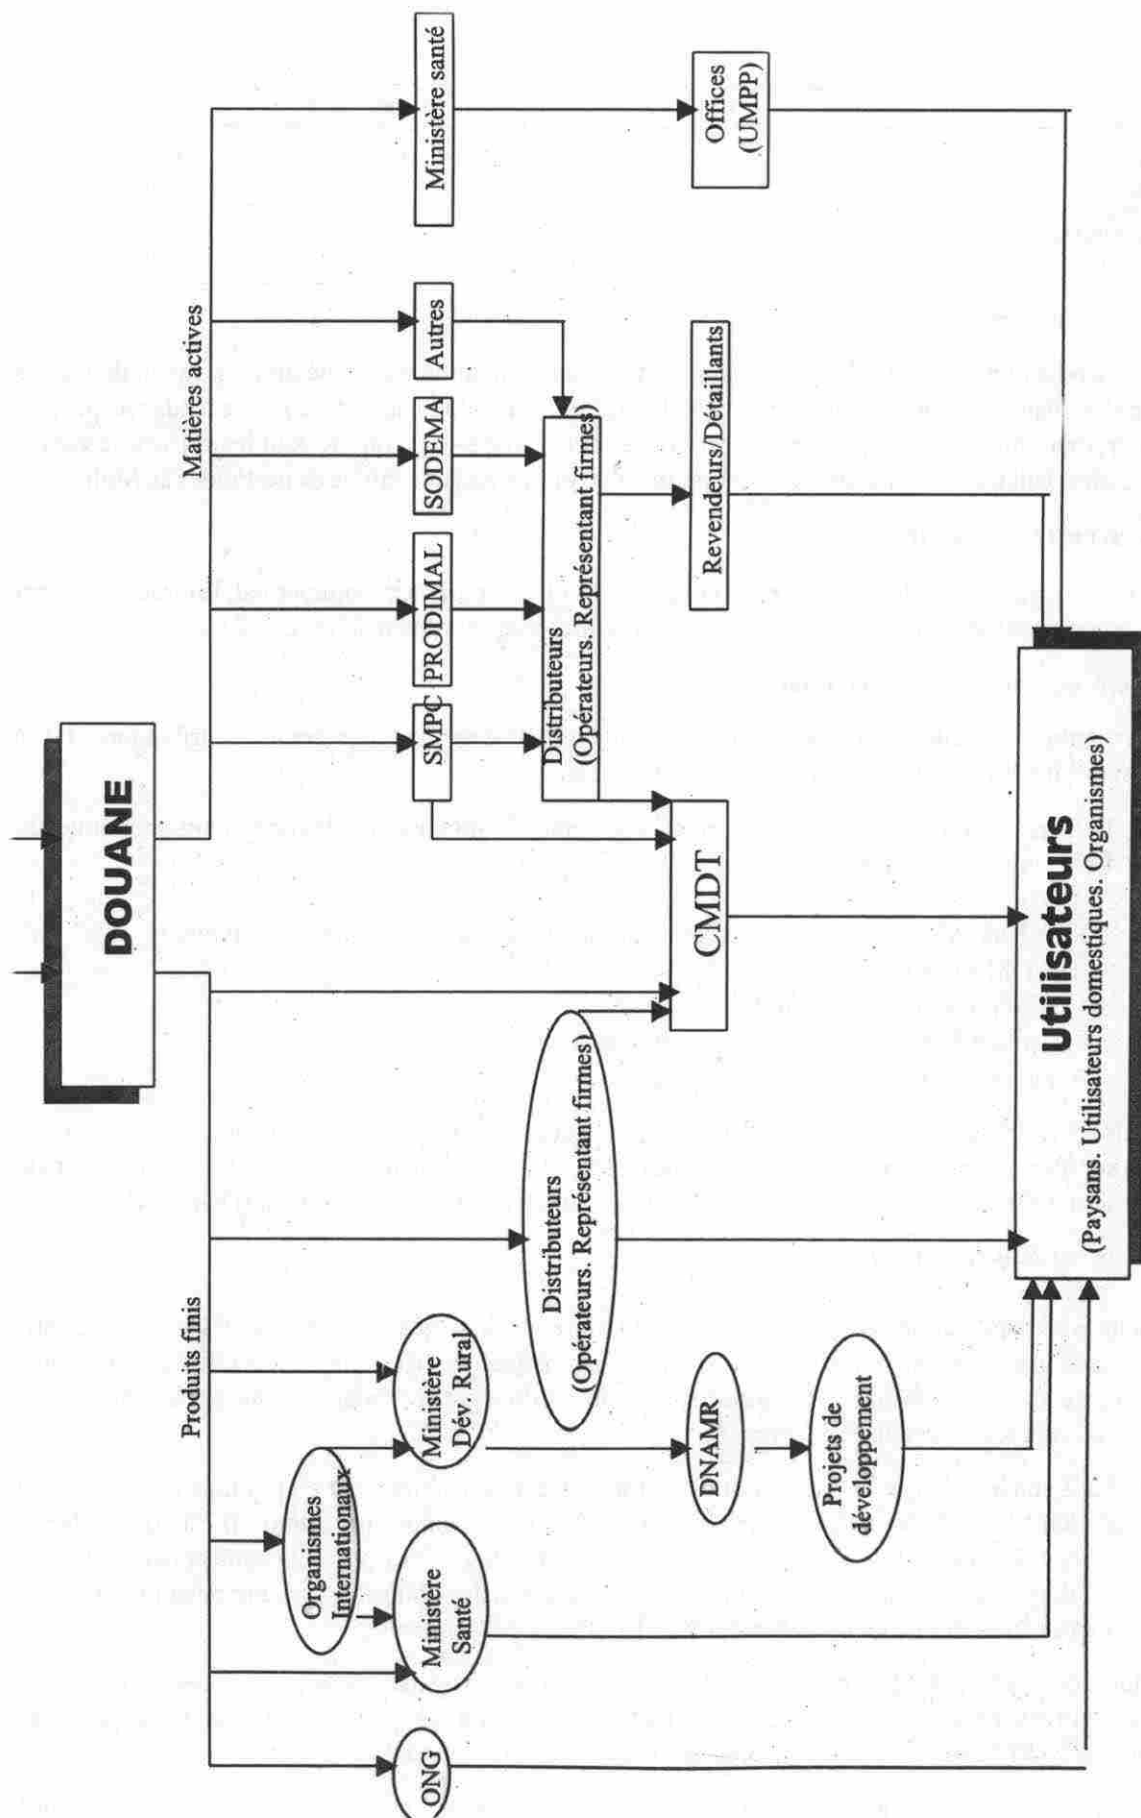 DOUANE
Produits finis
Matières actives
Organismes
Internationaux
ONG
Ministère
Santé
Ministère
Dév. Rural
SMPC
PRODIMAL
SODEMA
Autres
Ministère santé
Distributeurs
(Opérateurs. Représentant firmes)
Distributeurs
(Opérateurs. Représentant firmes)
DNAMR
CMDT
Revendeurs/Détaillants
Offices
(UMPP)
Projets de
développement
Utilisateurs
(Paysans. Utilisateurs domestiques. Organismes)